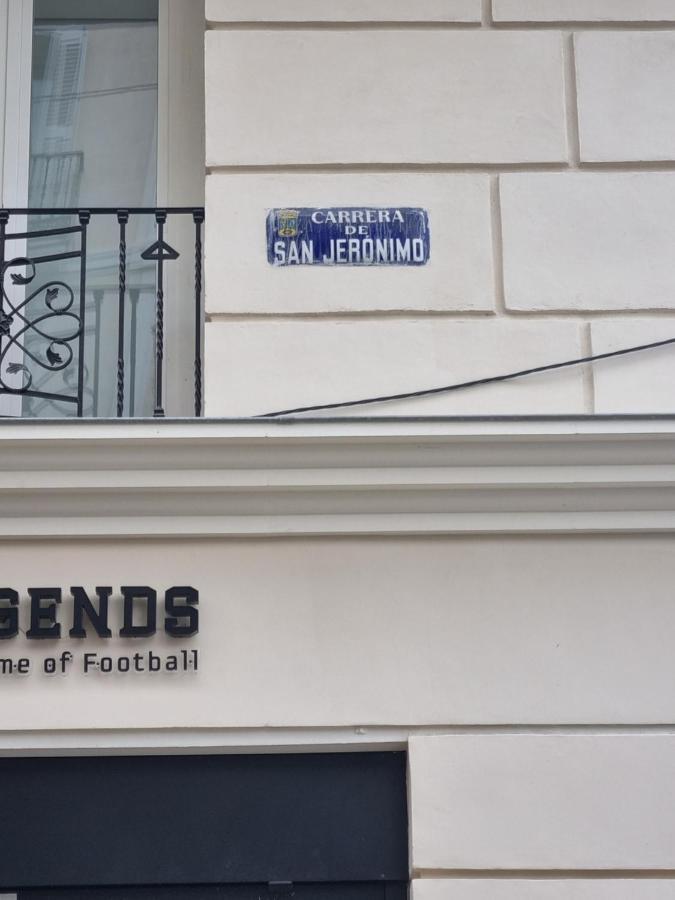 CARRERA
DE
SAN JERÓNIMO
GENDS
me of Football